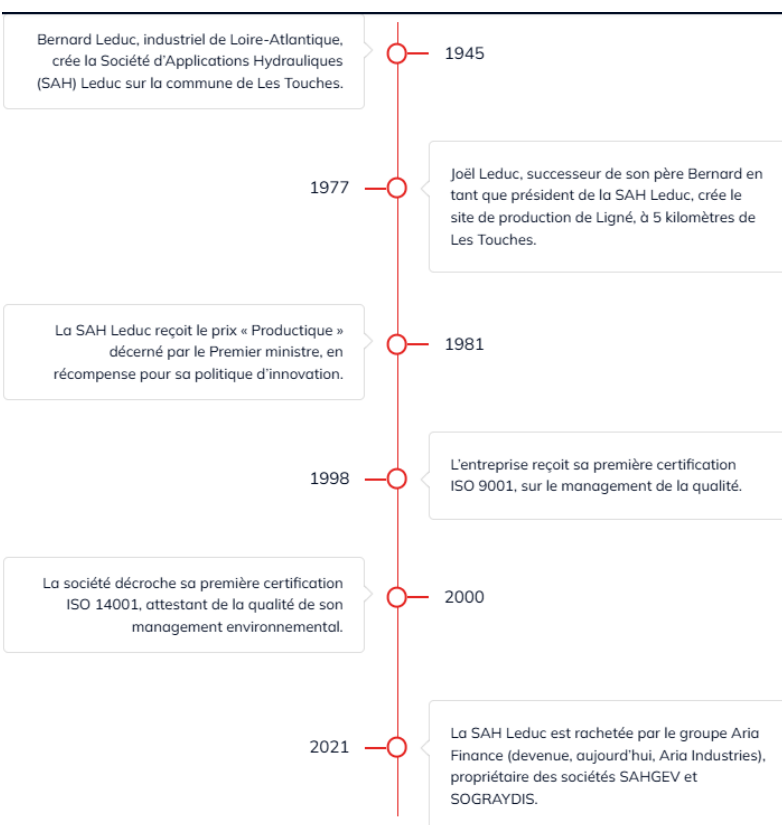 Bernard Leduc, industriel de Loire-Atlantique,
crée la Société d’Applications Hydrauliques
(SAH) Leduc sur la commune de Les Touches.
1945
1977
Joël Leduc, successeur de son père Bernard en
tant que président de la SAH Leduc, crée le
site de production de Ligné, à 5 kilomètres de
Les Touches.
La SAH Leduc reçoit le prix « Productique »
décerné par le Premier ministre, en
récompense pour sa politique d’innovation.
1981
1998
L’entreprise reçoit sa première certification
ISO 9001, sur le management de la qualité.
La société décroche sa première certification
ISO 14001, attestant de la qualité de son
management environnemental.
2000
2021
La SAH Leduc est rachetée par le groupe Aria
Finance (devenue, aujourd’hui, Aria Industries),
propriétaire des sociétés SAHGEV et
SOGRAYDIS.